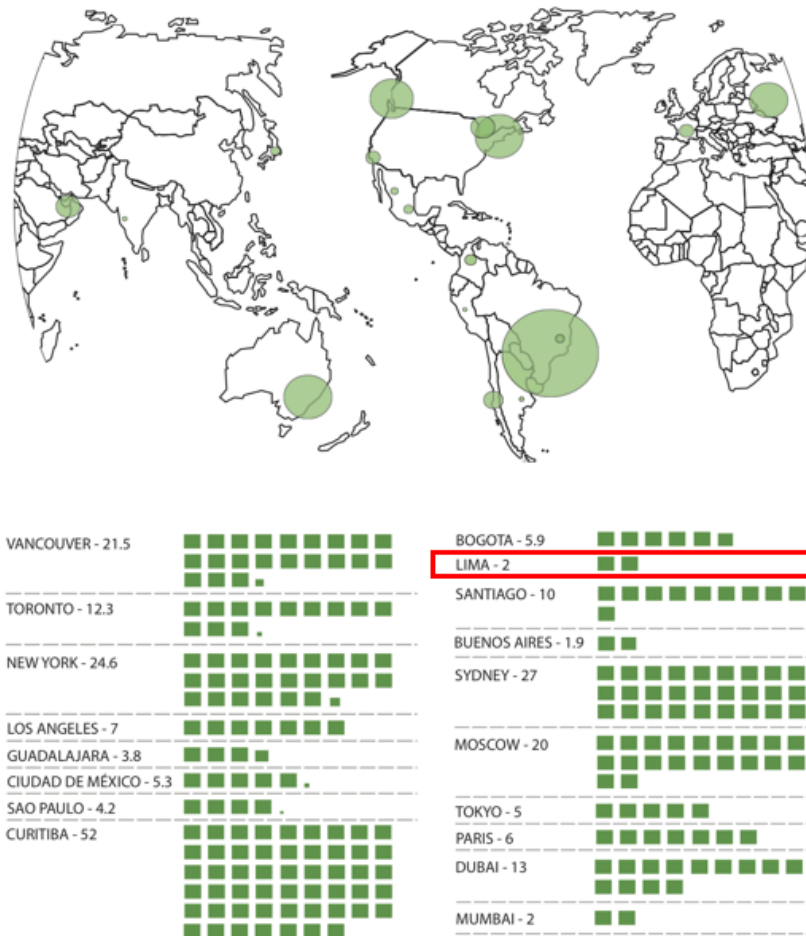 VANCOUVER - 21.5
TORONTO - 12.3
NEW YORK - 24.6
LOS ANGELES - 7
GUADALAJARA - 3.8
CIUDAD DE MÉXICO - 5.3
SAO PAULO - 4.2
CURITIBA - 52
BOGOTA - 5.9
LIMA - 2
SANTIAGO - 10
BUENOS AIRES - 1.9
SYDNEY - 27
MOSCOW - 20
TOKYO - 5
PARIS - 6
DUBAI - 13
MUMBAI - 2